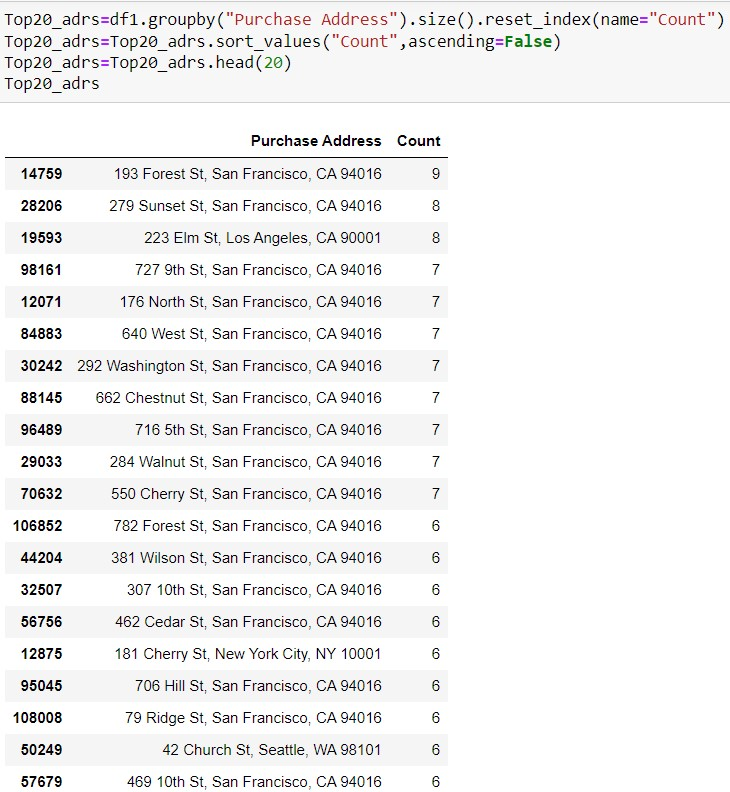 Top20_adrs=df1.groupby("Purchase Address").size().reset_index(name="Count")
Top20_adrs=Top20_adrs.sort_values("Count",ascending=False)
Top20_adrs=Top20_adrs.head(20)
Top20_adrs
Purchase Address Count
14759 193 Forest St, San Francisco, CA 94016 9
28206 279 Sunset St, San Francisco, CA 94016 8
19593 223 Elm St, Los Angeles, CA 90001 8
98161 727 9th St, San Francisco, CA 94016 7
12071 176 North St, San Francisco, CA 94016 7
84883 640 West St, San Francisco, CA 94016 7
30242 292 Washington St, San Francisco, CA 94016 7
88145 662 Chestnut St, San Francisco, CA 94016 7
96489 716 5th St, San Francisco, CA 94016 7
29033 284 Walnut St, San Francisco, CA 94016 7
70632 550 Cherry St, San Francisco, CA 94016 7
106852 782 Forest St, San Francisco, CA 94016 6
44204 381 Wilson St, San Francisco, CA 94016 6
32507 307 10th St, San Francisco, CA 94016 6
56756 462 Cedar St, San Francisco, CA 94016 6
12875 181 Cherry St, New York City, NY 10001 6
95045 706 Hill St, San Francisco, CA 94016 6
108008 79 Ridge St, San Francisco, CA 94016 6
50249 42 Church St, Seattle, WA 98101 6
57679 469 10th St, San Francisco, CA 94016 6